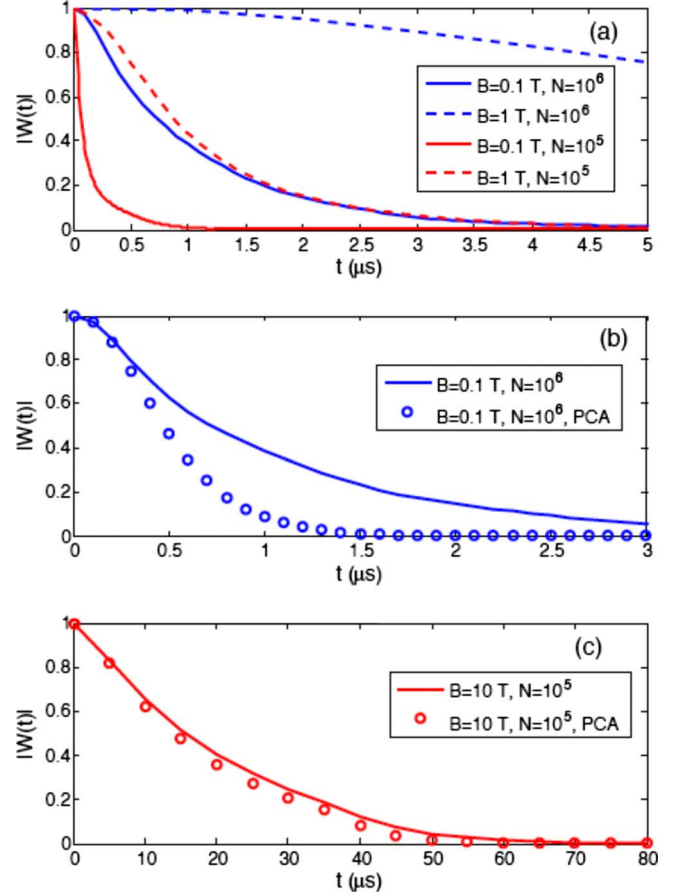 (a)
|W(t)|
1
0.8
0.6
0.4
0.2
0
B=0.1 T, N=10⁶
B=1 T, N=10⁶
B=0.1 T, N=10⁵
B=1 T, N=10⁵
0 0.5 1 1.5 2 2.5 3 3.5 4 4.5 5
t (μs)
(b)
|W(t)|
1
0.8
0.6
0.4
0.2
0
B=0.1 T, N=10⁶
B=0.1 T, N=10⁶, PCA
0 0.5 1 1.5 2 2.5 3
t (μs)
(c)
|W(t)|
1
0.8
0.6
0.4
0.2
0
B=10 T, N=10⁵
B=10 T, N=10⁵, PCA
0 10 20 30 40 50 60 70 80
t (μs)